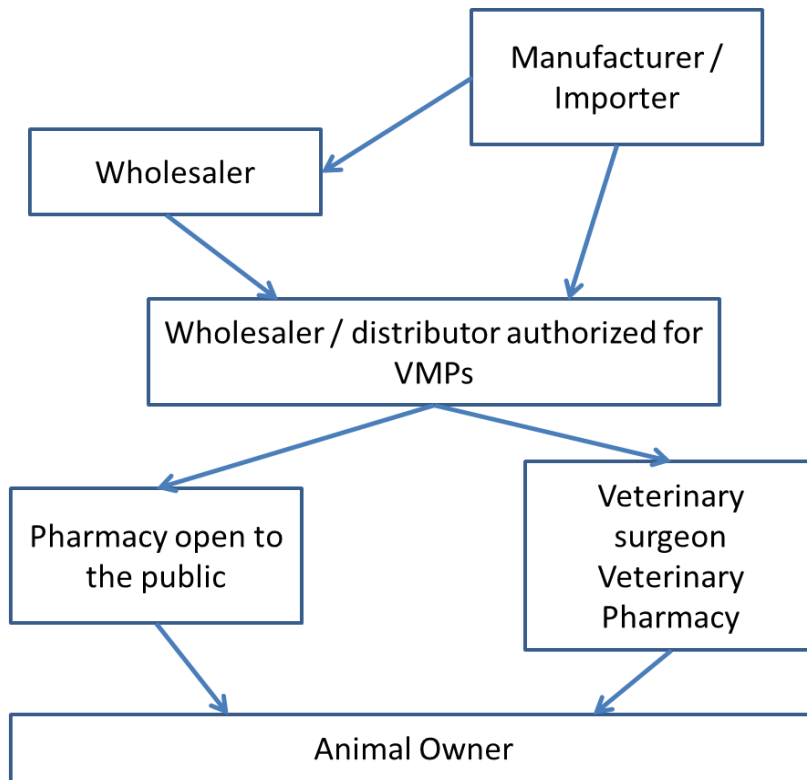 Manufacturer /
Importer
Wholesaler
Wholesaler / distributor authorized for
VMPs
Pharmacy open to
the public
Veterinary
surgeon
Veterinary
Pharmacy
Animal Owner